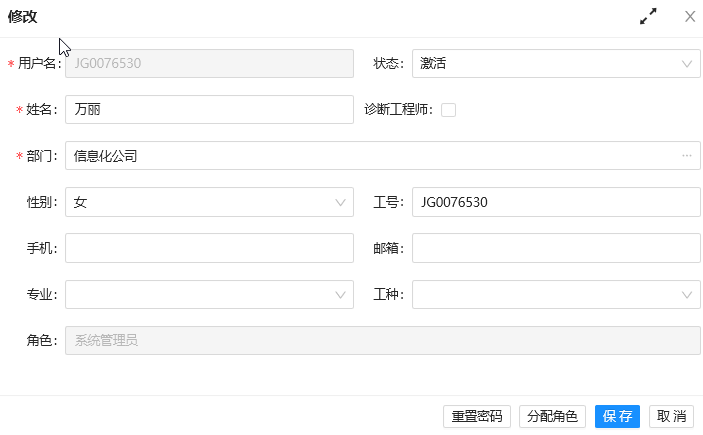 修改
* 用户名: JG0076530 状态: 激活
* 姓名: 万丽 诊断工程师:
* 部门: 信息化公司 ...
性别: 女 工号: JG0076530
手机: 邮箱:
专业: 工种:
角色: 系统管理员
重置密码 分配角色 保 存 取 消